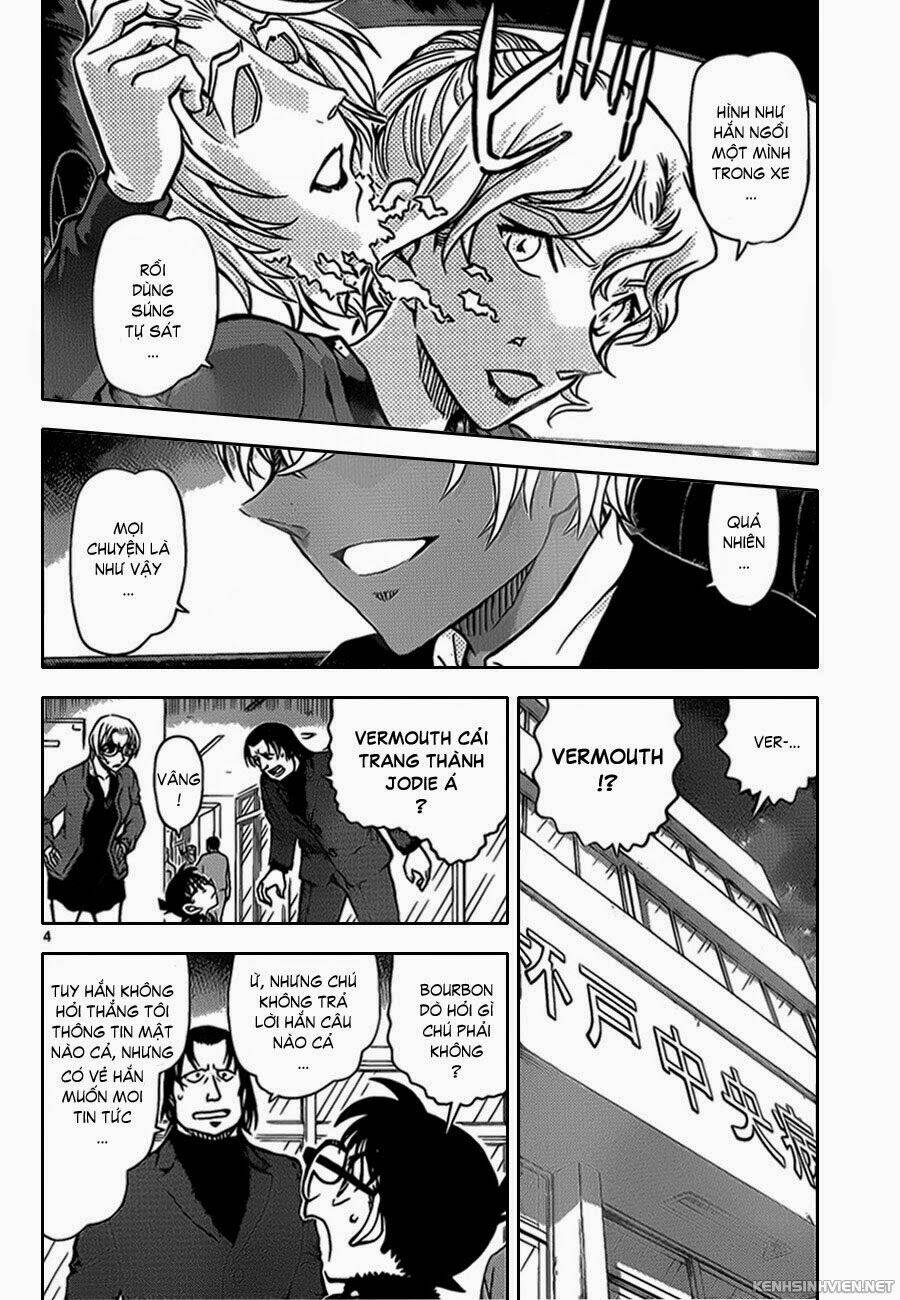 HÌNH NHƯ
HẮN NGỒI
MỘT MÌNH
TRONG XE
...
RỒI
DÙNG
SÚNG
TỰ SÁT
...
QUẢ
NHIÊN
...
MỌI
CHUYỆN LÀ
NHƯ VẬY
...
VER-...
VERMOUTH
!?
杯戸中央病
VERMOUTH CẢI
TRANG THÀNH
JODIE Á
?
VÂNG
!
4
BOURBON
DÒ HỎI GÌ
CHÚ PHẢI
KHÔNG
?
Ừ, NHƯNG CHÚ
KHÔNG TRẢ
LỜI HẮN CÂU
NÀO CẢ
...
TUY HẮN KHÔNG
HỎI THẲNG TÔI
THÔNG TIN MẬT
NÀO CẢ, NHƯNG
CÓ VẺ HẮN
MUỐN MOI
TIN TỨC
...
KENHSINHVIEN.NET